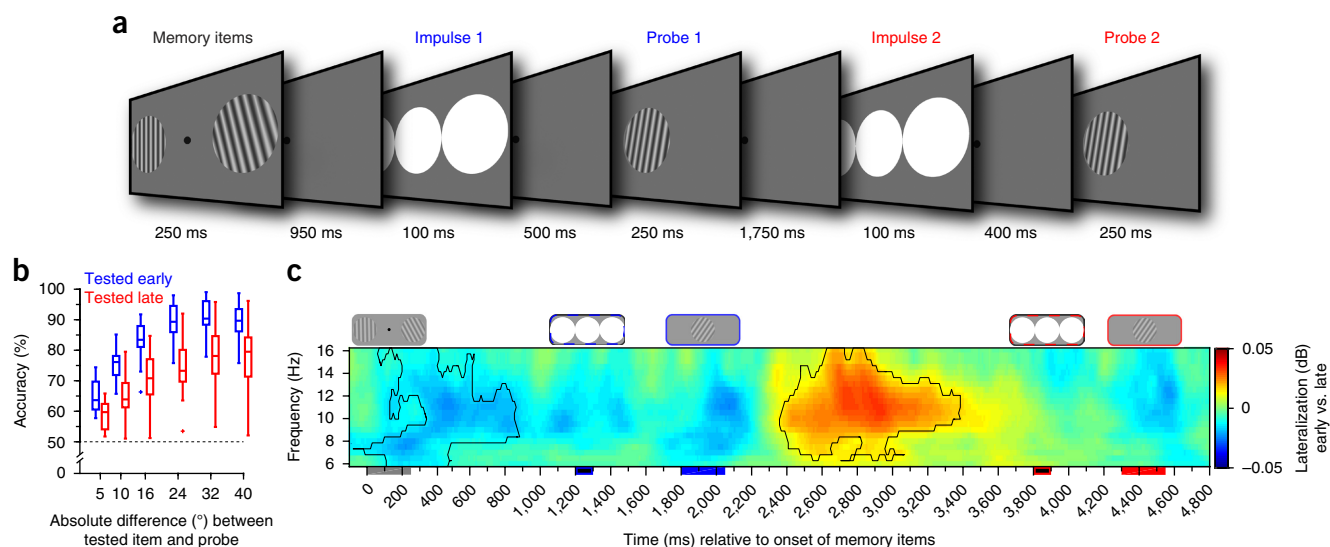 a
Memory items
Impulse 1
Probe 1
Impulse 2
Probe 2
250 ms
950 ms
100 ms
500 ms
250 ms
1,750 ms
100 ms
400 ms
250 ms
b
Tested early
Tested late
Accuracy (%)
100
90
80
70
60
50
0
5
10
16
24
32
40
Absolute difference (°) between
tested item and probe
c
Frequency (Hz)
16
14
12
10
8
6
0
200
400
600
800
1,000
1,200
1,400
1,600
1,800
2,000
2,200
2,400
2,600
2,800
3,000
3,200
3,400
3,600
3,800
4,000
4,200
4,400
4,600
4,800
Time (ms) relative to onset of memory items
0.05
0
−0.05
Lateralization (dB)
early vs. late